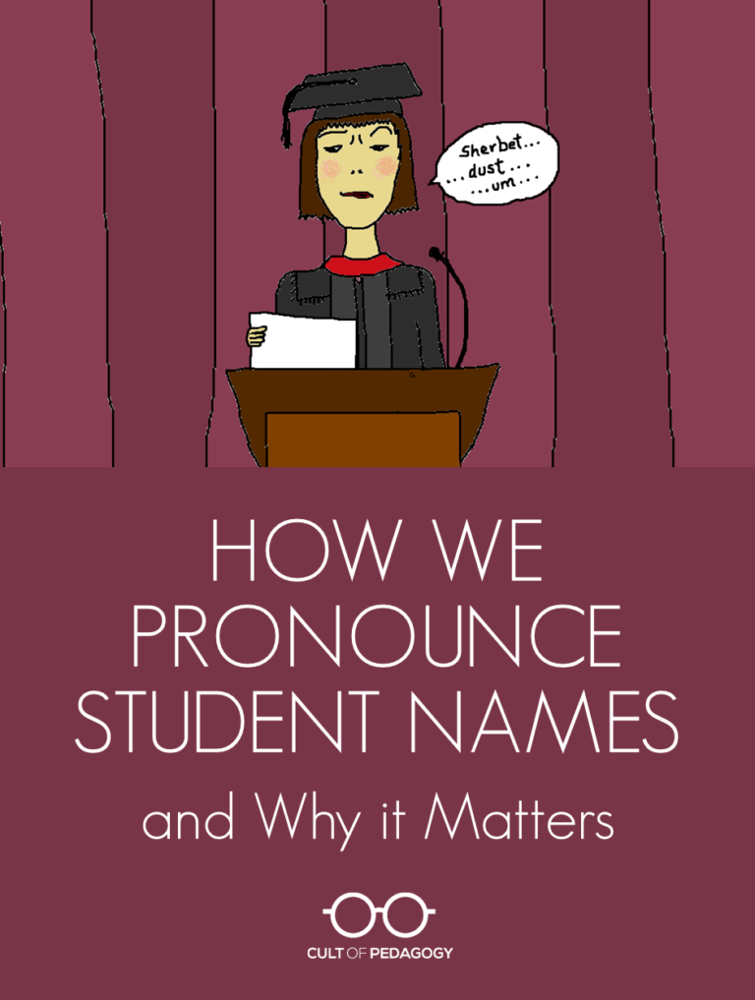 Sherbet...
...dust...
...um...
HOW WE
PRONOUNCE
STUDENT NAMES
and Why it Matters
CULT OF PEDAGOGY